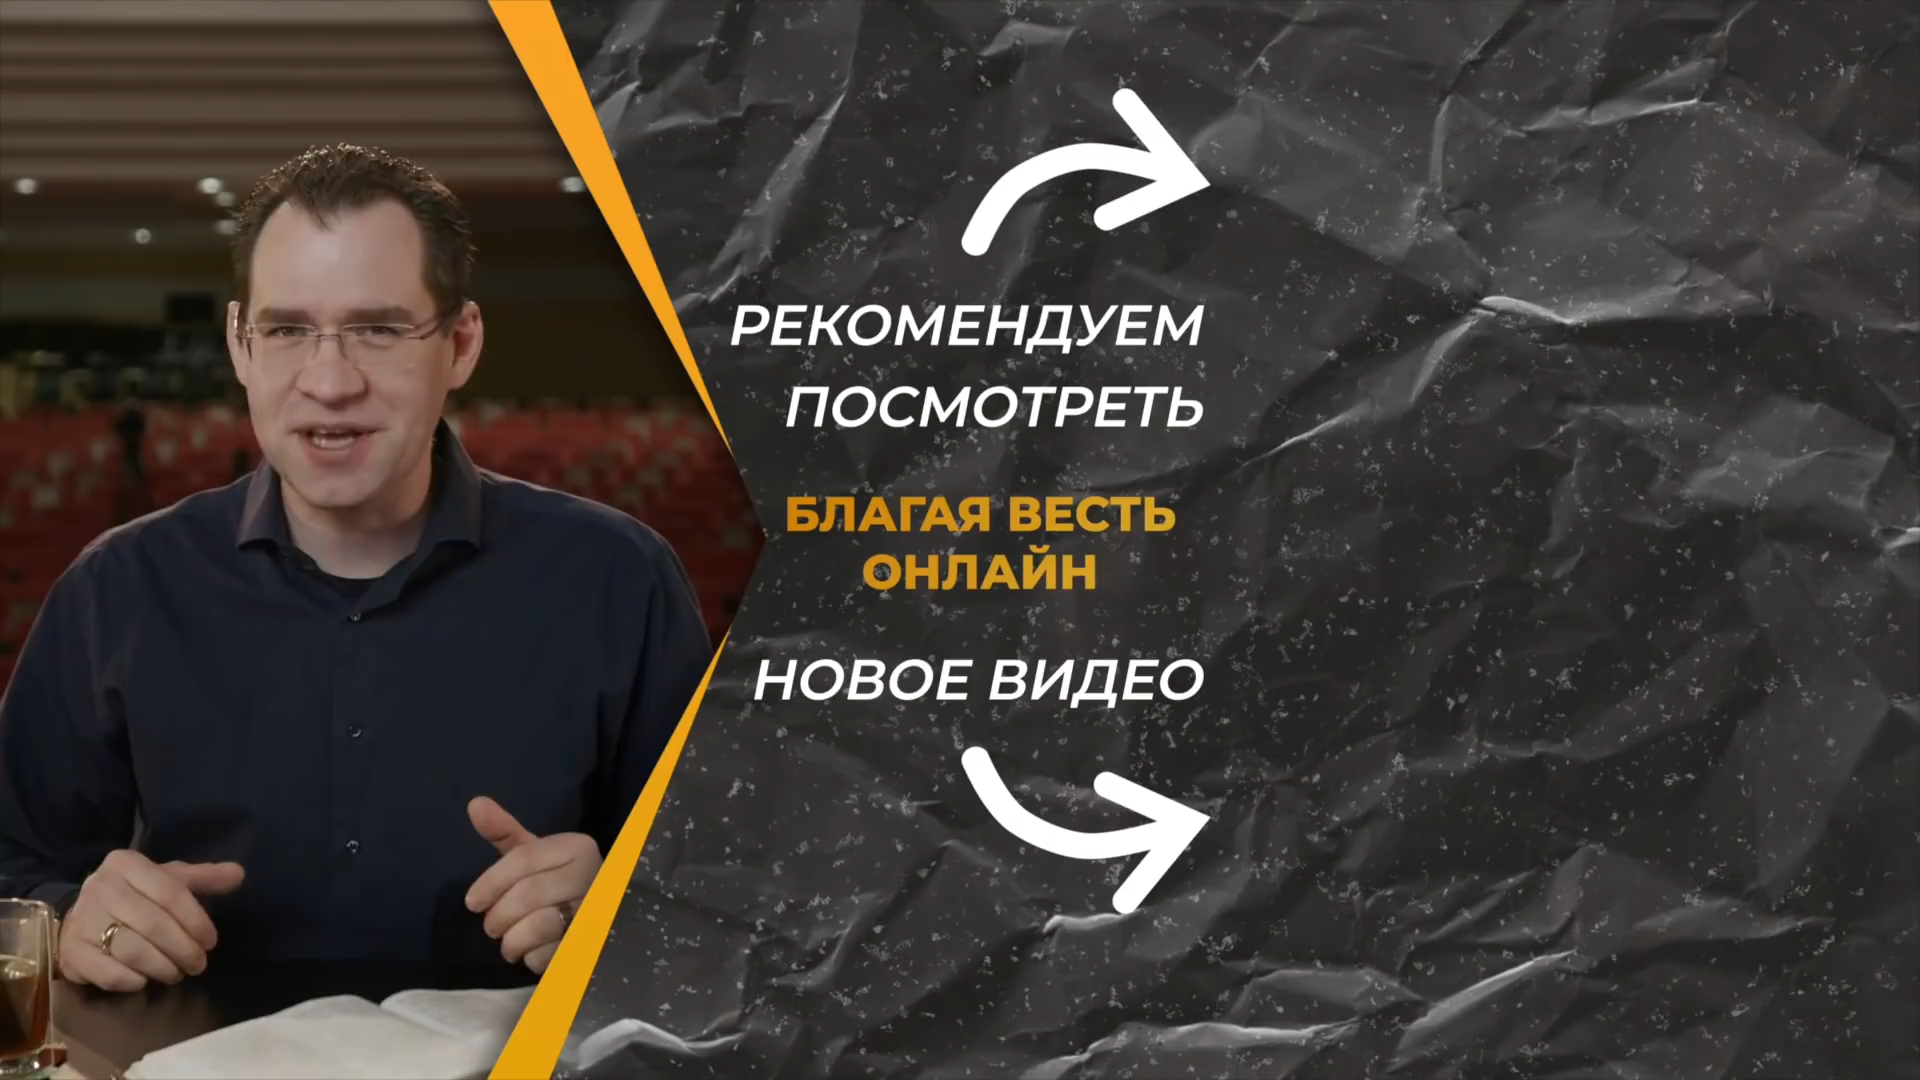 РЕКОМЕНДУЕМ
ПОСМОТРЕТЬ
БЛАГАЯ ВЕСТЬ
ОНЛАЙН
НОВОЕ ВИДЕО